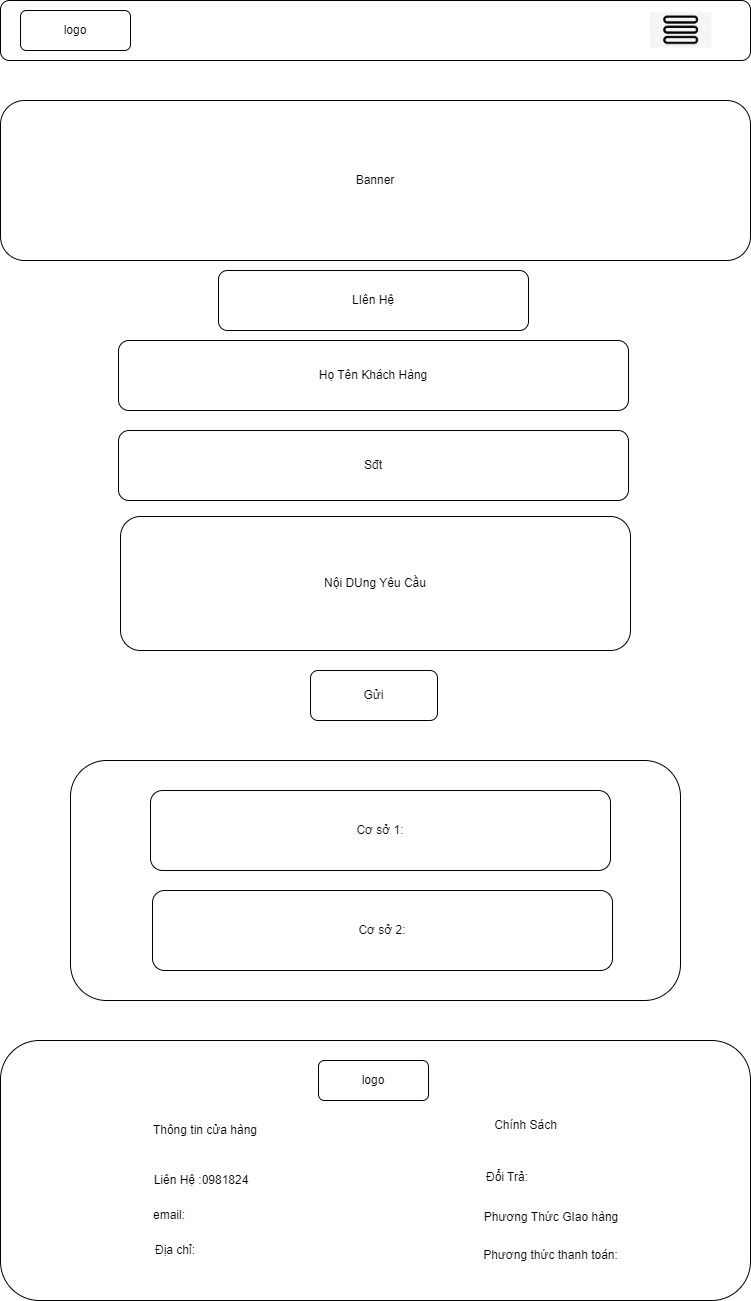 logo
Banner
LIên Hệ
Họ Tên Khách Hàng
Sđt
Nội DUng Yêu Cầu
Gửi
Cơ sở 1:
Cơ sở 2:
logo
Thông tin cửa hàng
Liên Hệ :0981824
email:
Địa chỉ:
Chính Sách
Đổi Trả:
Phương Thức GIao hàng
Phương thức thanh toán: